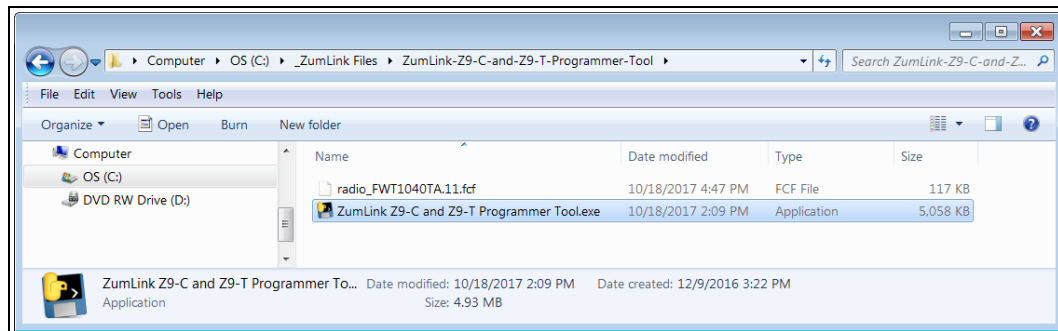 Computer OS (C:) _ZumLink Files ZumLink-Z9-C-and-Z9-T-Programmer-Tool Search ZumLink-Z9-C-and-Z...
File Edit View Tools Help
Organize Open Burn New folder
Computer
OS (C:)
DVD RW Drive (D:)
Name Date modified Type Size
radio_FWT1040TA.11.fcf 10/18/2017 4:47 PM FCF File 117 KB
ZumLink Z9-C and Z9-T Programmer Tool.exe 10/18/2017 2:09 PM Application 5,058 KB
ZumLink Z9-C and Z9-T Programmer To... Date modified: 10/18/2017 2:09 PM Date created: 12/9/2016 3:22 PM
Application Size: 4.93 MB